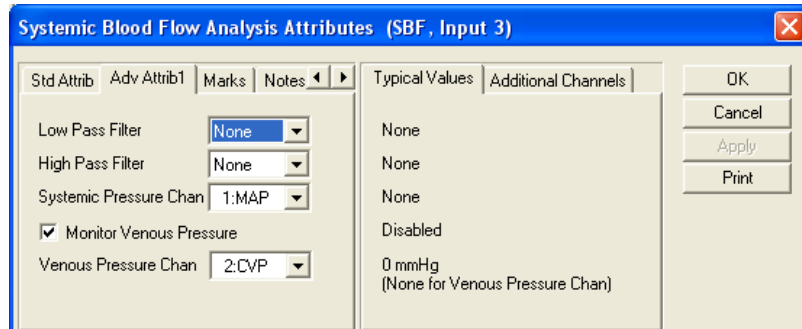 Systemic Blood Flow Analysis Attributes (SBF, Input 3)
Std Attrib Adv Attrib1 Marks Notes
Low Pass Filter None
High Pass Filter None
Systemic Pressure Chan 1:MAP
Monitor Venous Pressure
Venous Pressure Chan 2:CVP
Typical Values Additional Channels
None
None
None
Disabled
0 mmHg
(None for Venous Pressure Chan)
OK
Cancel
Apply
Print